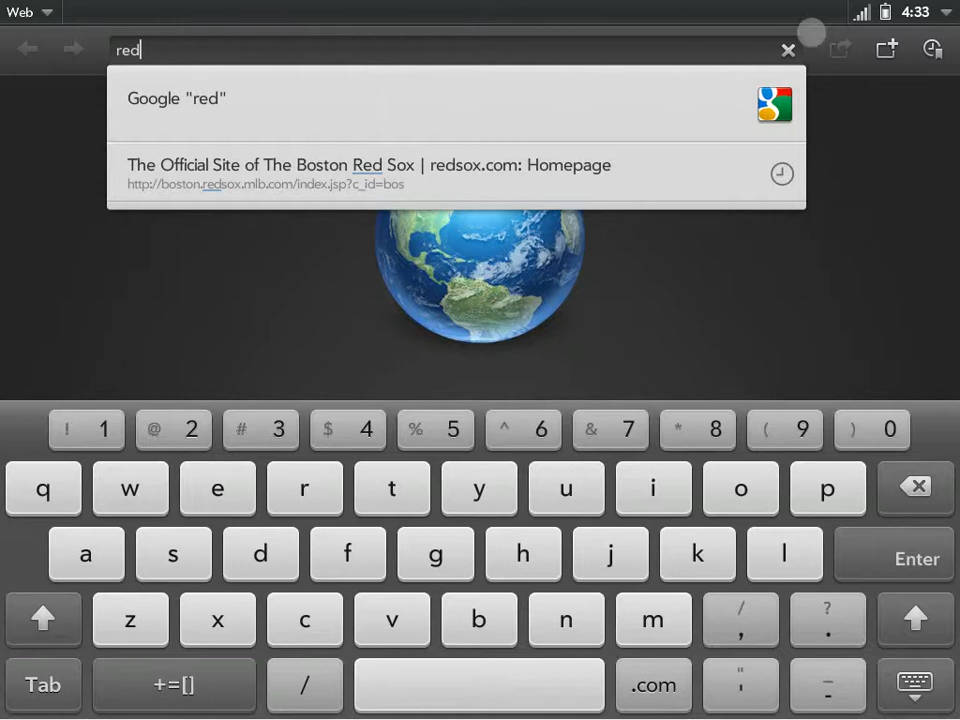 Web
4:33
red
Google "red"
The Official Site of The Boston Red Sox | redsox.com: Homepage
http://boston.redsox.mlb.com/index.jsp?c_id=bos
! 1 @ 2 # 3 $ 4 % 5 ^ 6 & 7 * 8 ( 9 ) 0
q w e r t y u i o p
a s d f g h j k l Enter
z x c v b n m / , ? .
Tab +=[] / .com " ' _ -